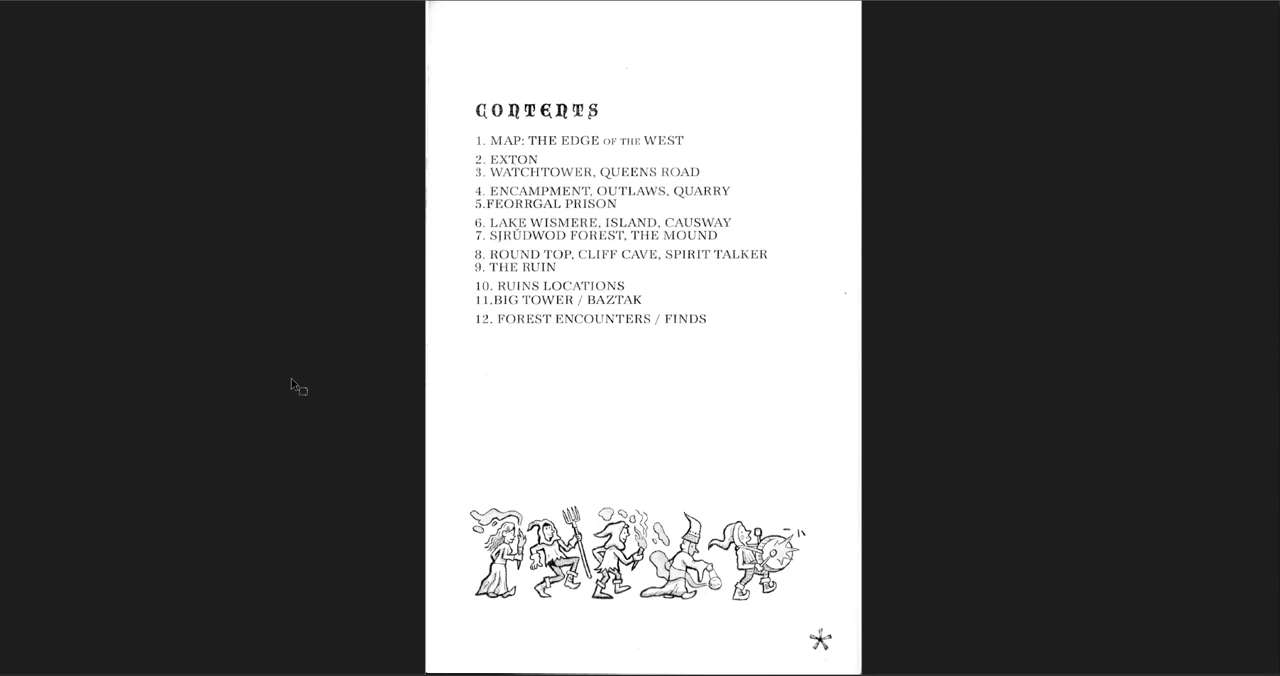 CONTENTS
1. MAP: THE EDGE OF THE WEST
2. EXTON
3. WATCHTOWER, QUEENS ROAD
4. ENCAMPMENT, OUTLAWS, QUARRY
5.FEORRGAL PRISON
6. LAKE WISMERE, ISLAND, CAUSWAY
7. SJRŪDWOD FOREST, THE MOUND
8. ROUND TOP, CLIFF CAVE, SPIRIT TALKER
9. THE RUIN
10. RUINS LOCATIONS
11.BIG TOWER / BAZTAK
12. FOREST ENCOUNTERS / FINDS